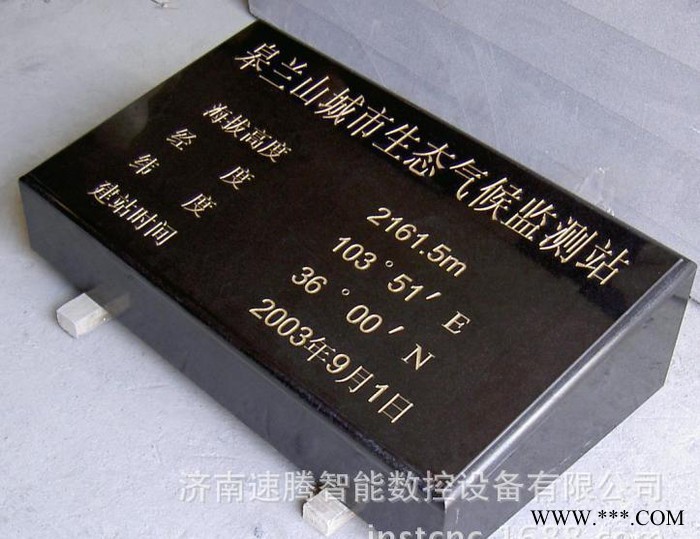 皋兰山城市生态气候监测站
海拔高度 2161.5m
经度 103°51′E
纬度 36°00′N
建站时间 2003年9月1日
济南速腾智能数控设备有限公司
WWW.***.COM